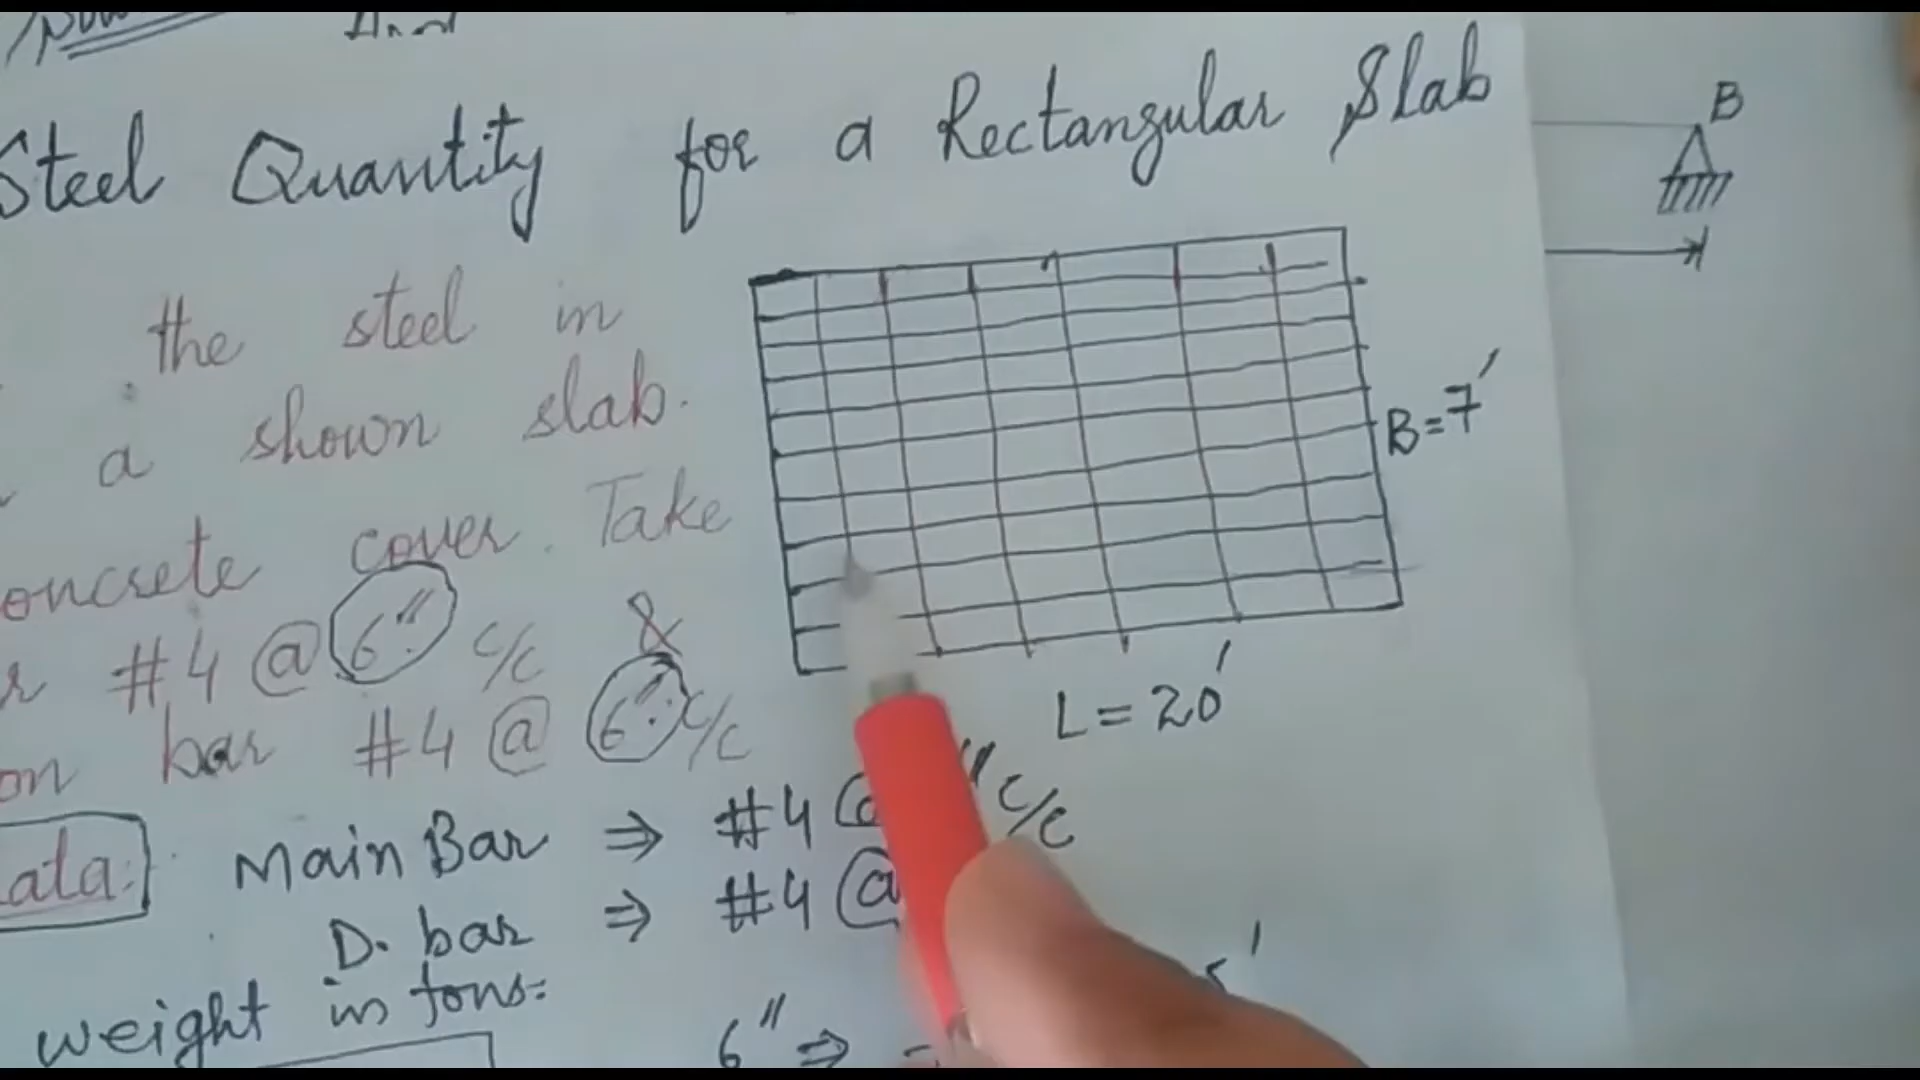 Steel Quantity for a Rectangular Slab
B
the steel in
a shown slab.
oncrete cover. Take
r #4 @ 6" c/c &
on bar #4 @ 6" c/c
B = 7'
L = 20'
ata:
Main Bar ⇒ #4 @ " c/c
D. bar ⇒ #4 @
weight in tons:
6" ⇒